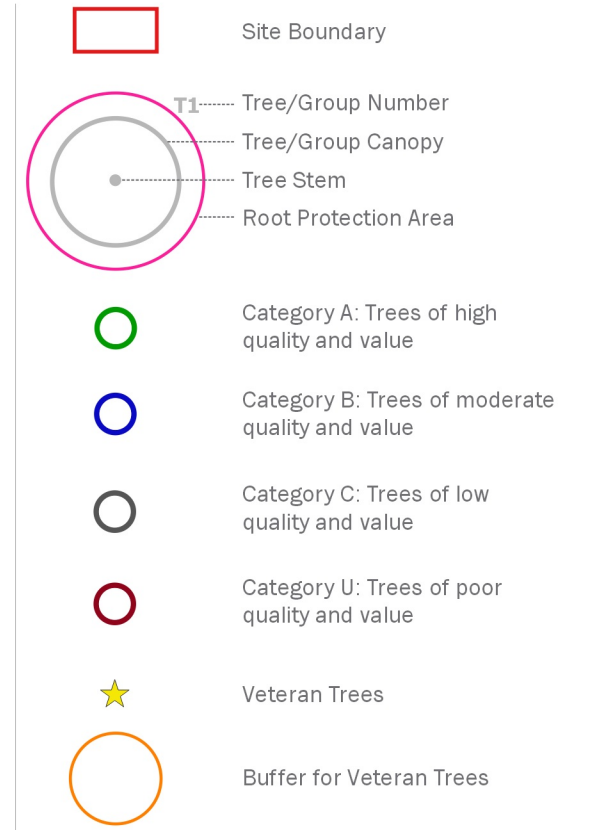 Site Boundary
T1
Tree/Group Number
Tree/Group Canopy
Tree Stem
Root Protection Area
Category A: Trees of high
quality and value
Category B: Trees of moderate
quality and value
Category C: Trees of low
quality and value
Category U: Trees of poor
quality and value
Veteran Trees
Buffer for Veteran Trees